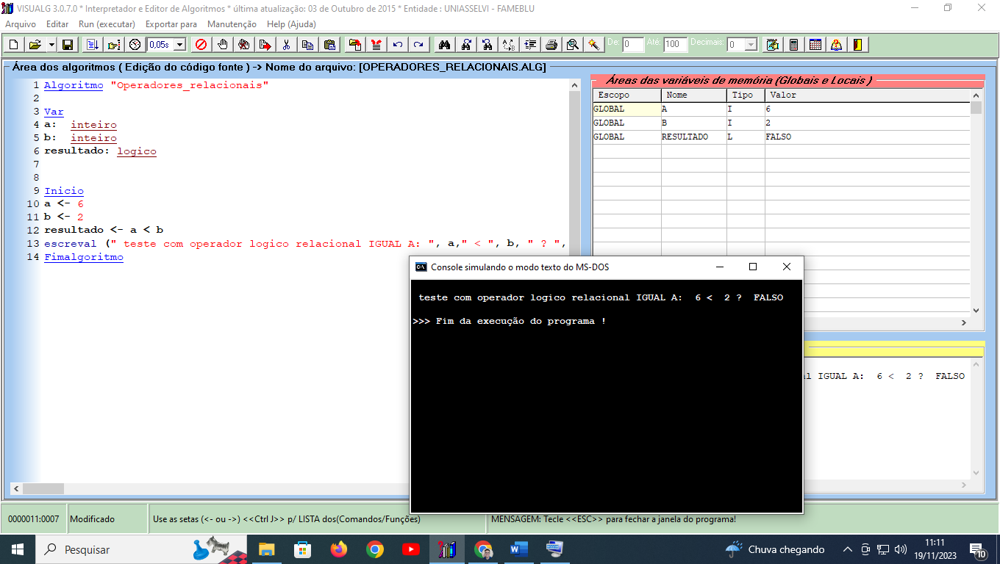 VISUALG 3.0.7.0 * Interpretador e Editor de Algoritmos * última atualização: 03 de Outubro de 2015 * Entidade : UNIASSELVI - FAMEBLU
Arquivo Editar Run (executar) Exportar para Manutenção Help (Ajuda)
0,05s De: 0 Até: 100 Decimais: 0
Área dos algoritmos ( Edição do código fonte ) -> Nome do arquivo: [OPERADORES_RELACIONAIS.ALG]
1 Algoritmo "Operadores_relacionais"
2
3 Var
4 a: inteiro
5 b: inteiro
6 resultado: logico
7
8
9 Inicio
10 a <- 6
11 b <- 2
12 resultado <- a < b
13 escreval (" teste com operador logico relacional IGUAL A: ", a," < ", b, " ? ",
14 Fimalgoritmo
Áreas das variáveis de memória (Globais e Locais )
Escopo Nome Tipo Valor
GLOBAL A I 6
GLOBAL B I 2
GLOBAL RESULTADO L FALSO
Console simulando o modo texto do MS-DOS
teste com operador logico relacional IGUAL A: 6 < 2 ? FALSO
>>> Fim da execução do programa !
al IGUAL A: 6 < 2 ? FALSO
0000011:0007 Modificado Use as setas (<- ou ->) <<Ctrl J>> p/ LISTA dos(Comandos/Funções) MENSAGEM: Tecle <<ESC>> para fechar a janela do programa!
Pesquisar
Chuva chegando
11:11
19/11/2023
10